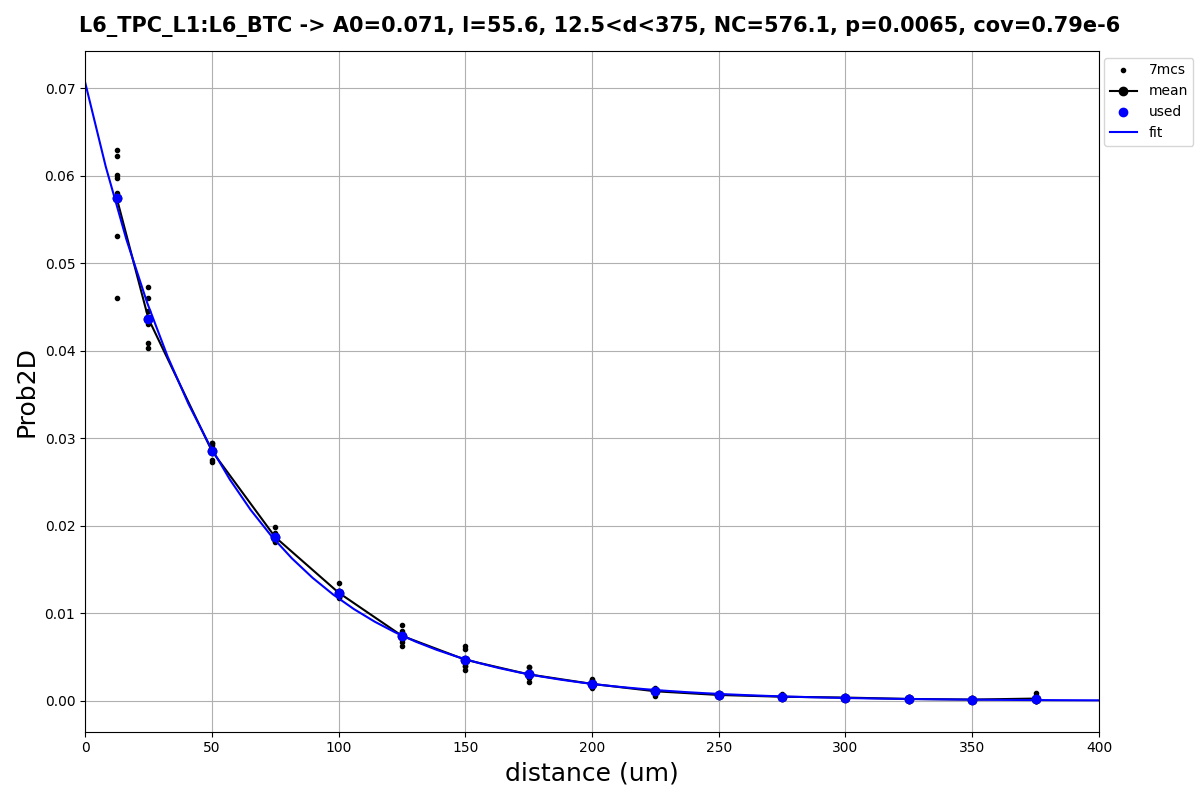 L6_TPC_L1:L6_BTC -> A0=0.071, l=55.6, 12.5<d<375, NC=576.1, p=0.0065, cov=0.79e-6
7mcs
mean
used
fit
0.07
0.06
0.05
0.04
0.03
0.02
0.01
0.00
Prob2D
0 50 100 150 200 250 300 350 400
distance (um)